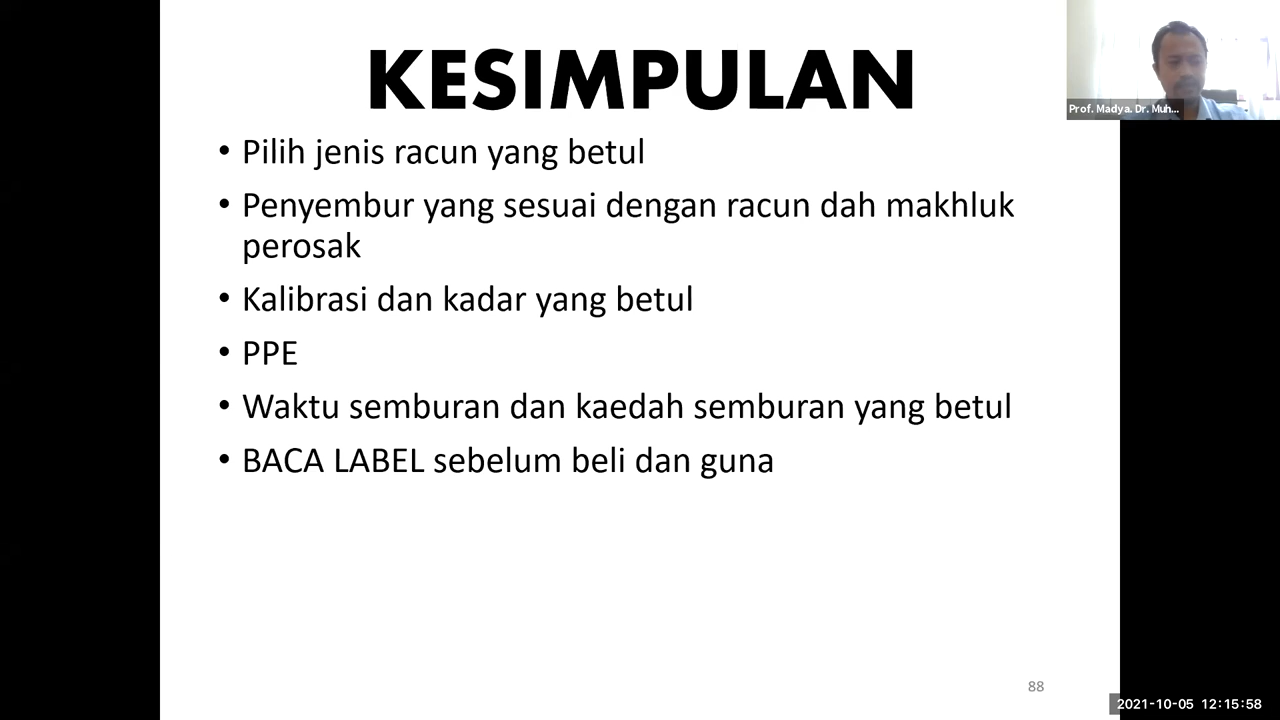 KESIMPULAN
Prof. Madya. Dr. Muh...
• Pilih jenis racun yang betul
• Penyembur yang sesuai dengan racun dah makhluk
perosak
• Kalibrasi dan kadar yang betul
• PPE
• Waktu semburan dan kaedah semburan yang betul
• BACA LABEL sebelum beli dan guna
88
2021-10-05 12:15:58